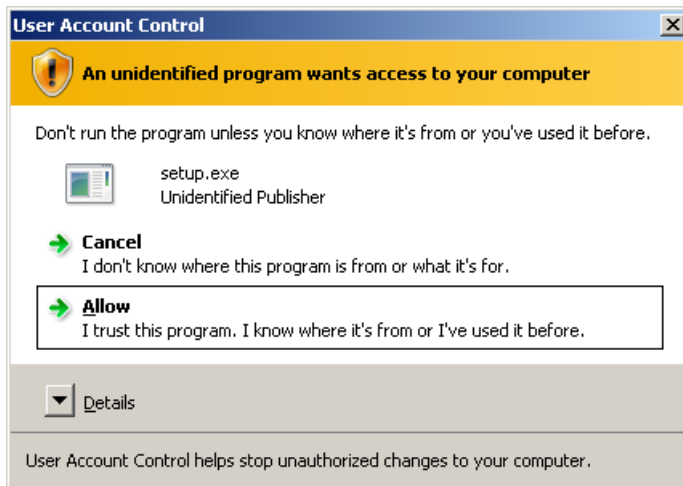 User Account Control
An unidentified program wants access to your computer
Don't run the program unless you know where it's from or you've used it before.
setup.exe
Unidentified Publisher
Cancel
I don't know where this program is from or what it's for.
Allow
I trust this program. I know where it's from or I've used it before.
Details
User Account Control helps stop unauthorized changes to your computer.